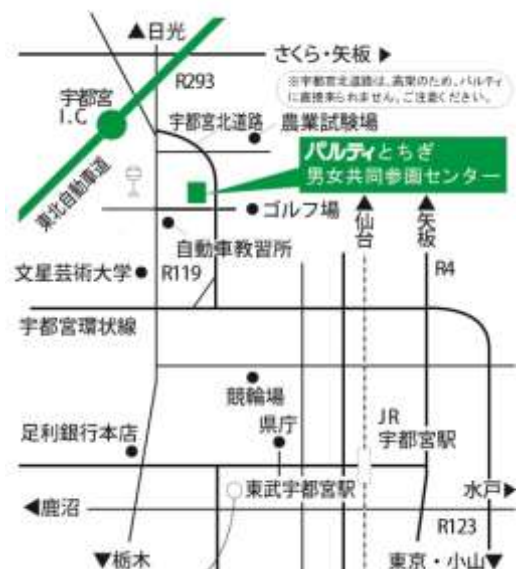 ▲日光
さくら・矢板▶
R293
※宇都宮北道路は、高架のため、パルティ
に直接来られません。ご注意ください。
宇都宮
I.C
宇都宮北道路
農業試験場
パルティとちぎ
男女共同参画センター
東北自動車道
ゴルフ場
▲仙台
▲矢板
自動車教習所
文星芸術大学
R119
R4
宇都宮環状線
競輪場
県庁
JR
宇都宮駅
足利銀行本店
東武宇都宮駅
水戸▶
◀鹿沼
R123
▼栃木
東京・小山▼